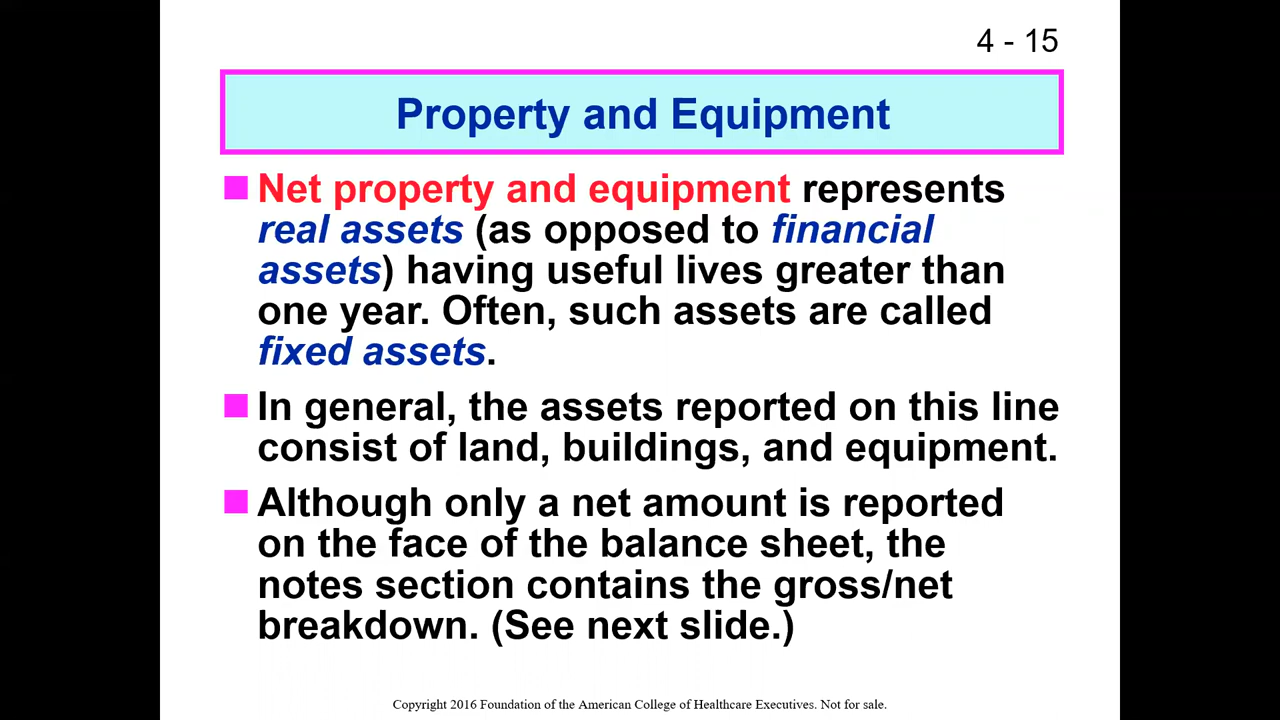 4 - 15
Property and Equipment
Net property and equipment represents
real assets (as opposed to financial
assets) having useful lives greater than
one year. Often, such assets are called
fixed assets.
In general, the assets reported on this line
consist of land, buildings, and equipment.
Although only a net amount is reported
on the face of the balance sheet, the
notes section contains the gross/net
breakdown. (See next slide.)
Copyright 2016 Foundation of the American College of Healthcare Executives. Not for sale.